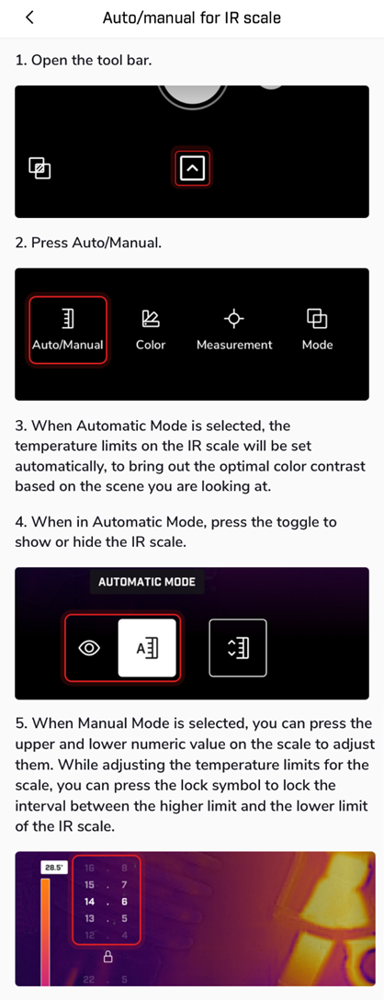 Auto/manual for IR scale
1. Open the tool bar.
2. Press Auto/Manual.
Auto/Manual Color Measurement Mode
3. When Automatic Mode is selected, the
temperature limits on the IR scale will be set
automatically, to bring out the optimal color contrast
based on the scene you are looking at.
4. When in Automatic Mode, press the toggle to
show or hide the IR scale.
AUTOMATIC MODE
A
5. When Manual Mode is selected, you can press the
upper and lower numeric value on the scale to adjust
them. While adjusting the temperature limits for the
scale, you can press the lock symbol to lock the
interval between the higher limit and the lower limit
of the IR scale.
28.5° 16 . 8
15 . 7
14 . 6
13 . 5
12 . 4
22 . 5